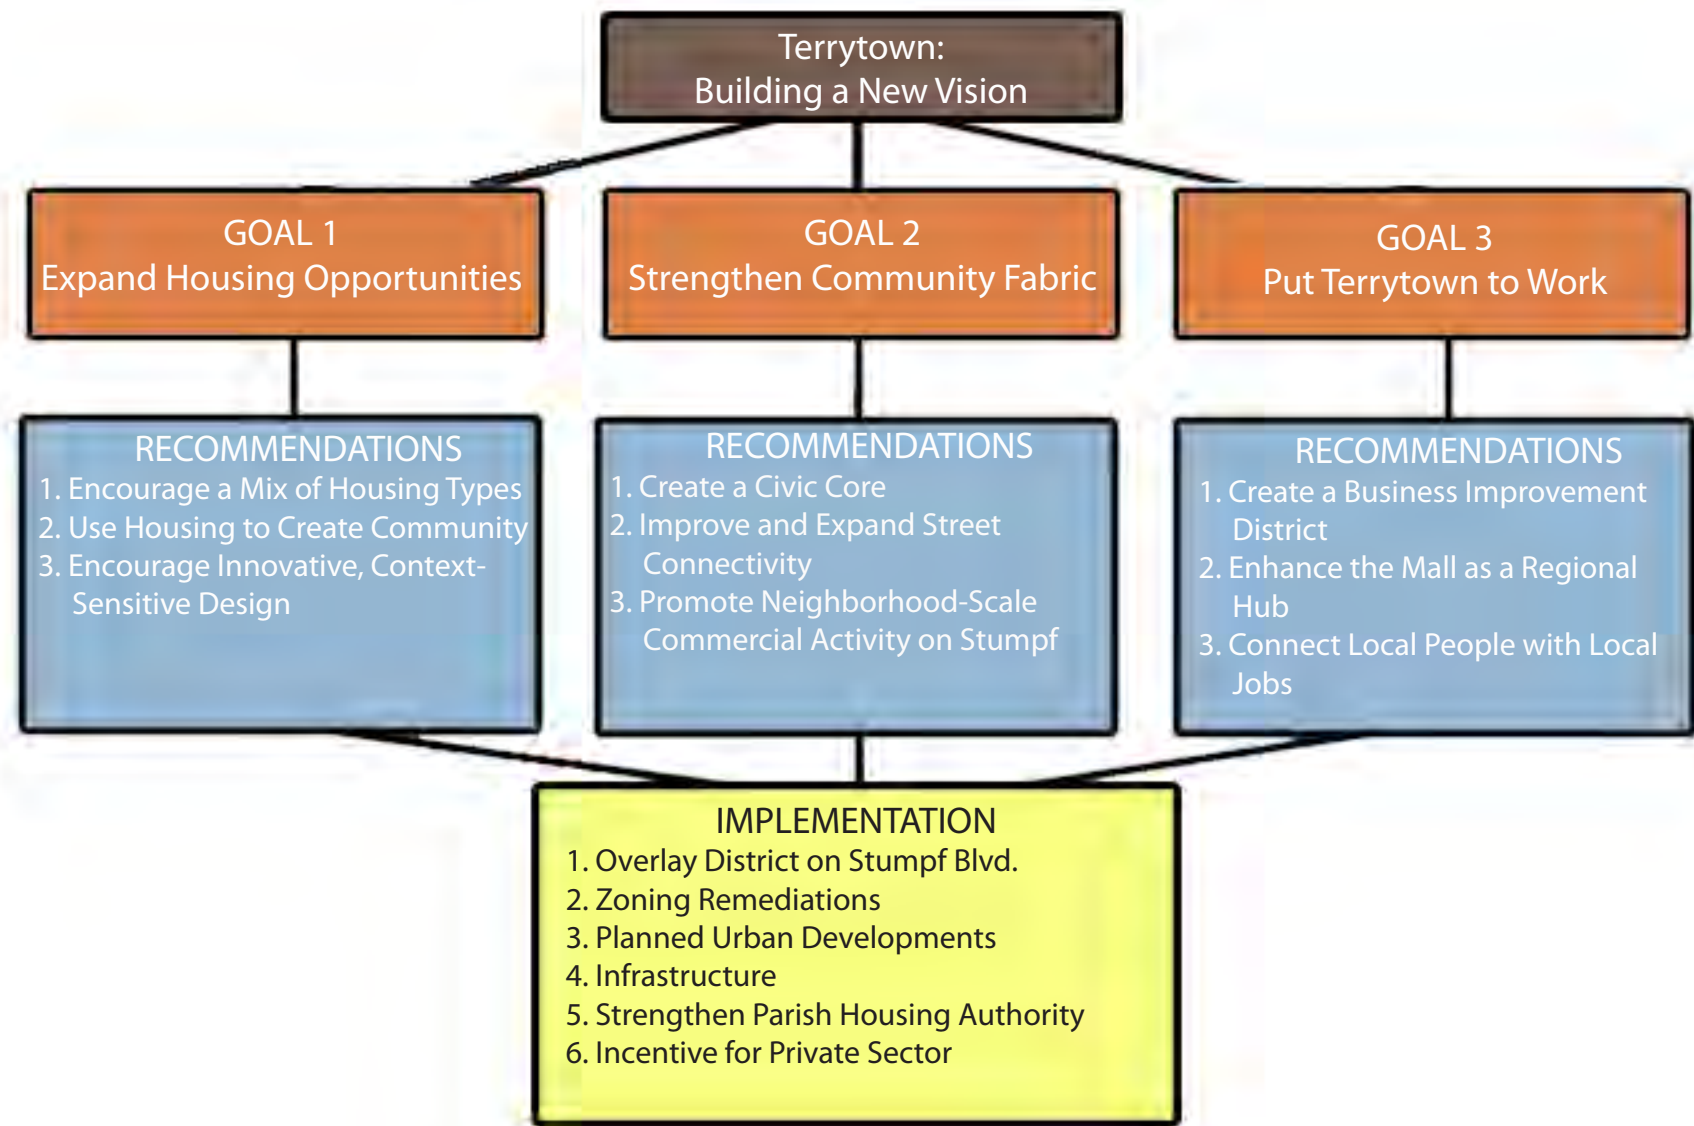 Terrytown:
Building a New Vision
GOAL 1
Expand Housing Opportunities
GOAL 2
Strengthen Community Fabric
GOAL 3
Put Terrytown to Work
RECOMMENDATIONS
1. Encourage a Mix of Housing Types
2. Use Housing to Create Community
3. Encourage Innovative, Context-
Sensitive Design
RECOMMENDATIONS
1. Create a Civic Core
2. Improve and Expand Street
Connectivity
3. Promote Neighborhood-Scale
Commercial Activity on Stumpf
RECOMMENDATIONS
1. Create a Business Improvement
District
2. Enhance the Mall as a Regional
Hub
3. Connect Local People with Local
Jobs
IMPLEMENTATION
1. Overlay District on Stumpf Blvd.
2. Zoning Remediations
3. Planned Urban Developments
4. Infrastructure
5. Strengthen Parish Housing Authority
6. Incentive for Private Sector